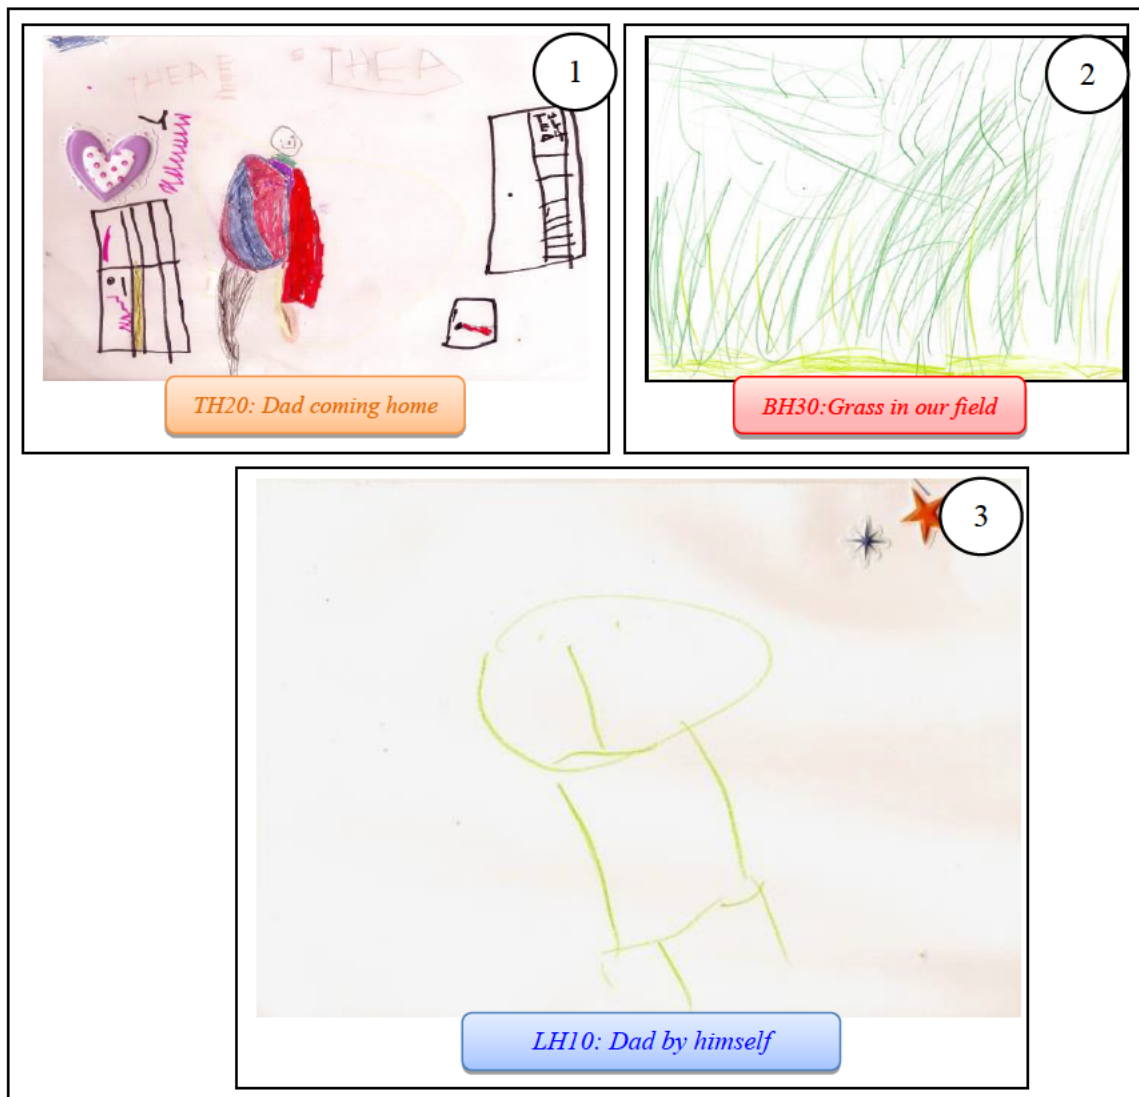 1
THEA
THEA
TH20: Dad coming home
2
BH30:Grass in our field
3
LH10: Dad by himself